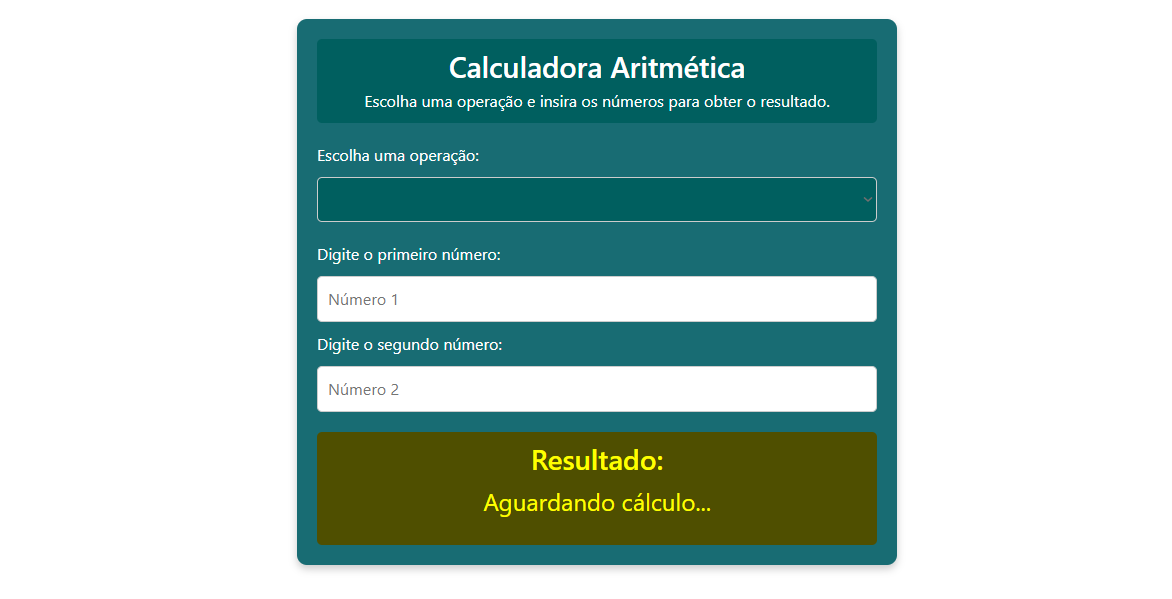 Calculadora Aritmética
Escolha uma operação e insira os números para obter o resultado.
Escolha uma operação:
Digite o primeiro número:
Número 1
Digite o segundo número:
Número 2
Resultado:
Aguardando cálculo...